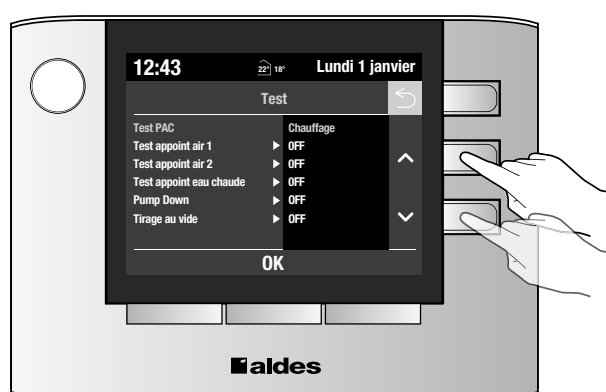 12:43 22° 18° Lundi 1 janvier
Test
Test PAC Chauffage
Test appoint air 1 OFF
Test appoint air 2 OFF
Test appoint eau chaude OFF
Pump Down OFF
Tirage au vide OFF
OK
aldes